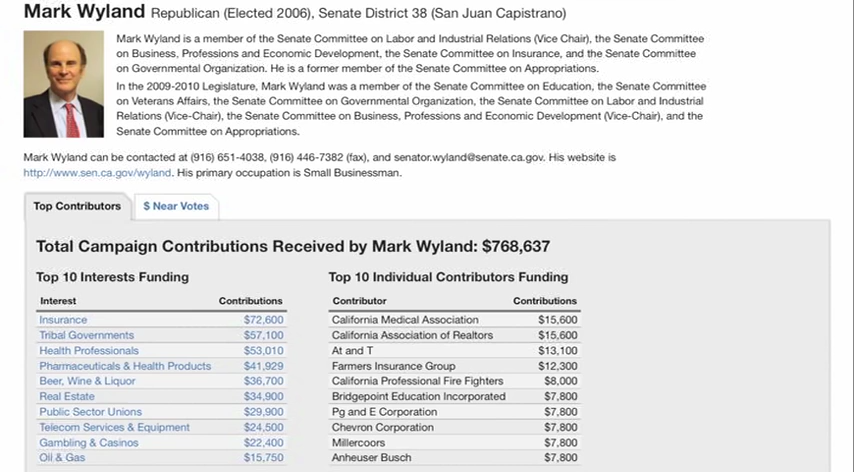 Mark Wyland Republican (Elected 2006), Senate District 38 (San Juan Capistrano)
Mark Wyland is a member of the Senate Committee on Labor and Industrial Relations (Vice Chair), the Senate Committee
on Business, Professions and Economic Development, the Senate Committee on Insurance, and the Senate Committee
on Governmental Organization. He is a former member of the Senate Committee on Appropriations.
In the 2009-2010 Legislature, Mark Wyland was a member of the Senate Committee on Education, the Senate Committee
on Veterans Affairs, the Senate Committee on Governmental Organization, the Senate Committee on Labor and Industrial
Relations (Vice-Chair), the Senate Committee on Business, Professions and Economic Development (Vice-Chair), and the
Senate Committee on Appropriations.
Mark Wyland can be contacted at (916) 651-4038, (916) 446-7382 (fax), and senator.wyland@senate.ca.gov. His website is
http://www.sen.ca.gov/wyland. His primary occupation is Small Businessman.
Top Contributors $ Near Votes
Total Campaign Contributions Received by Mark Wyland: $768,637
Top 10 Interests Funding
Interest Contributions
Insurance $72,600
Tribal Governments $57,100
Health Professionals $53,010
Pharmaceuticals & Health Products $41,929
Beer, Wine & Liquor $36,700
Real Estate $34,900
Public Sector Unions $29,900
Telecom Services & Equipment $24,500
Gambling & Casinos $22,400
Oil & Gas $15,750
Top 10 Individual Contributors Funding
Contributor Contributions
California Medical Association $15,600
California Association of Realtors $15,600
At and T $13,100
Farmers Insurance Group $12,300
California Professional Fire Fighters $8,000
Bridgepoint Education Incorporated $7,800
Pg and E Corporation $7,800
Chevron Corporation $7,800
Millercoors $7,800
Anheuser Busch $7,800